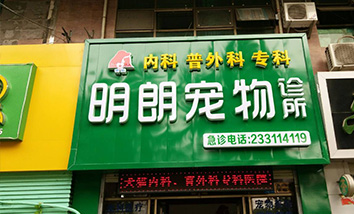 内科 普外科 专科
明朗宠物诊所
急诊电话:233114119
犬猫内科、普外科专科医院